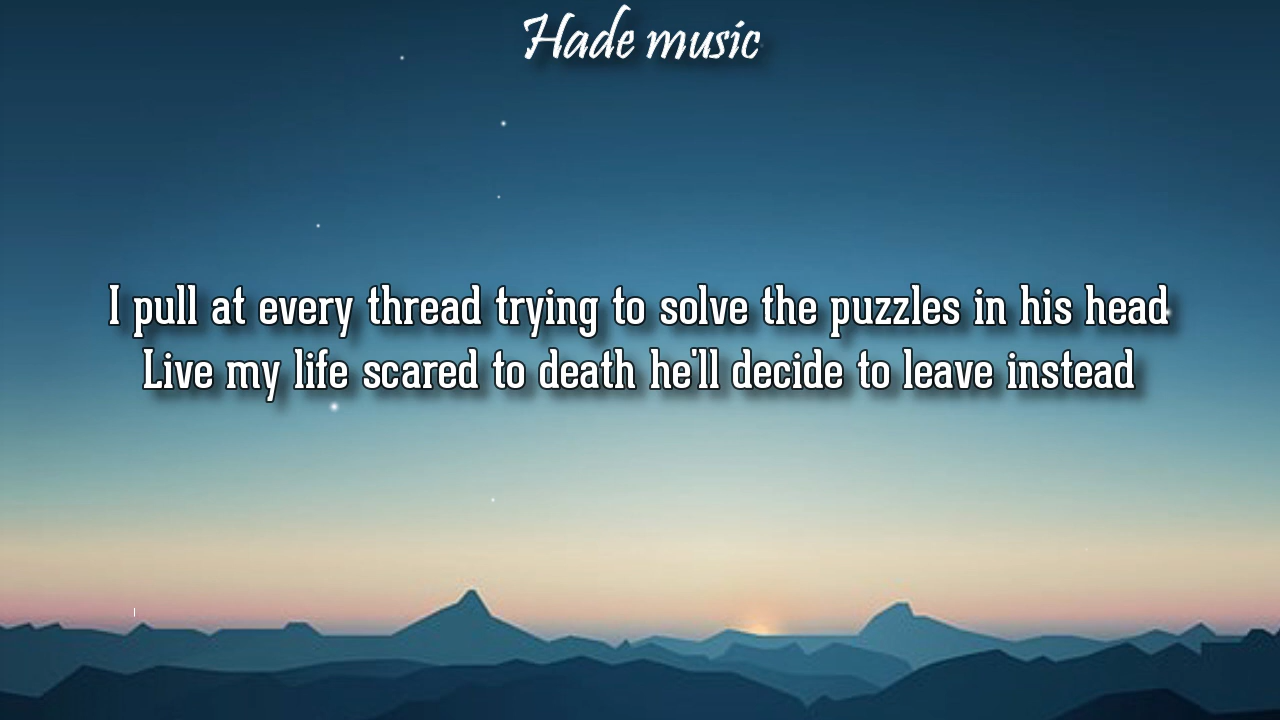 Hade music
I pull at every thread trying to solve the puzzles in his head
Live my life scared to death he'll decide to leave instead